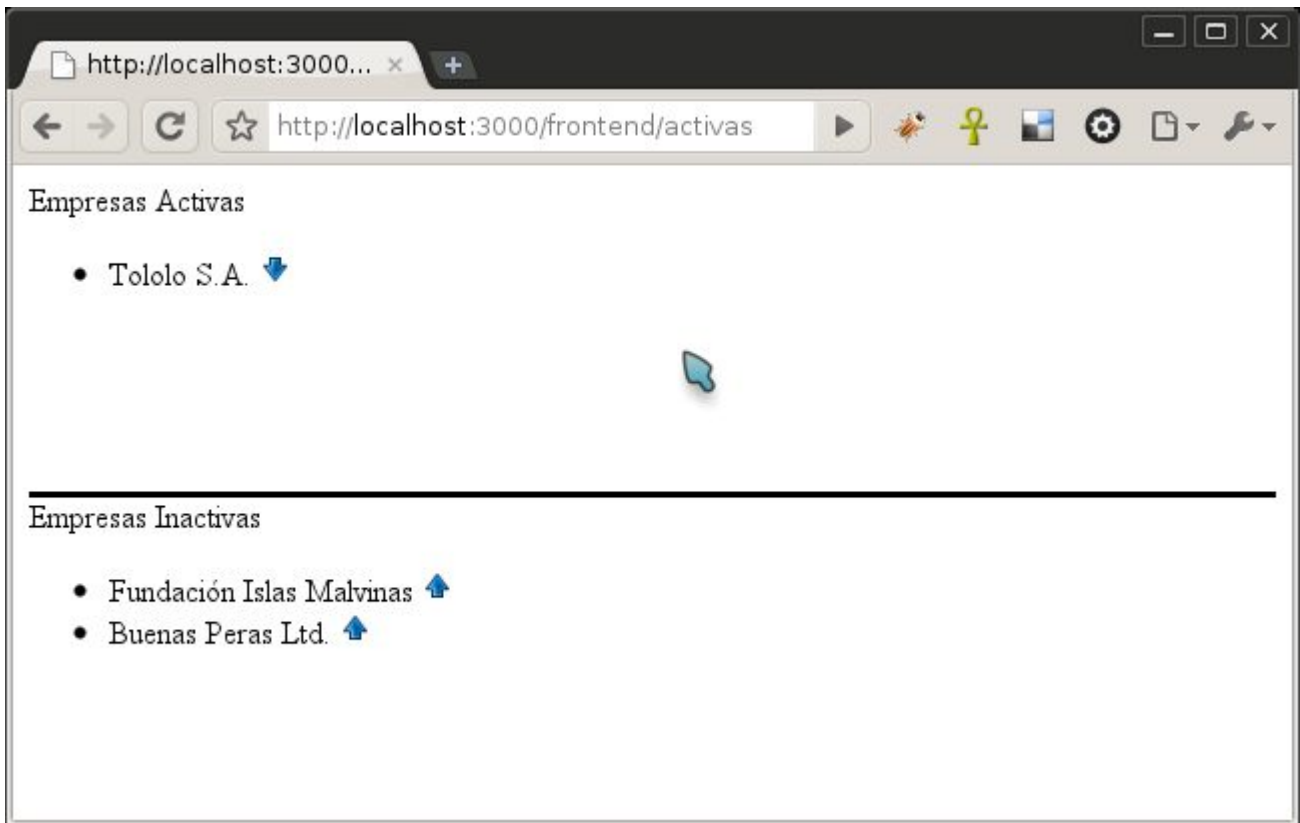 http://localhost:3000...
http://localhost:3000/frontend/activas
Empresas Activas
Tololo S.A.
Empresas Inactivas
Fundación Islas Malvinas
Buenas Peras Ltd.